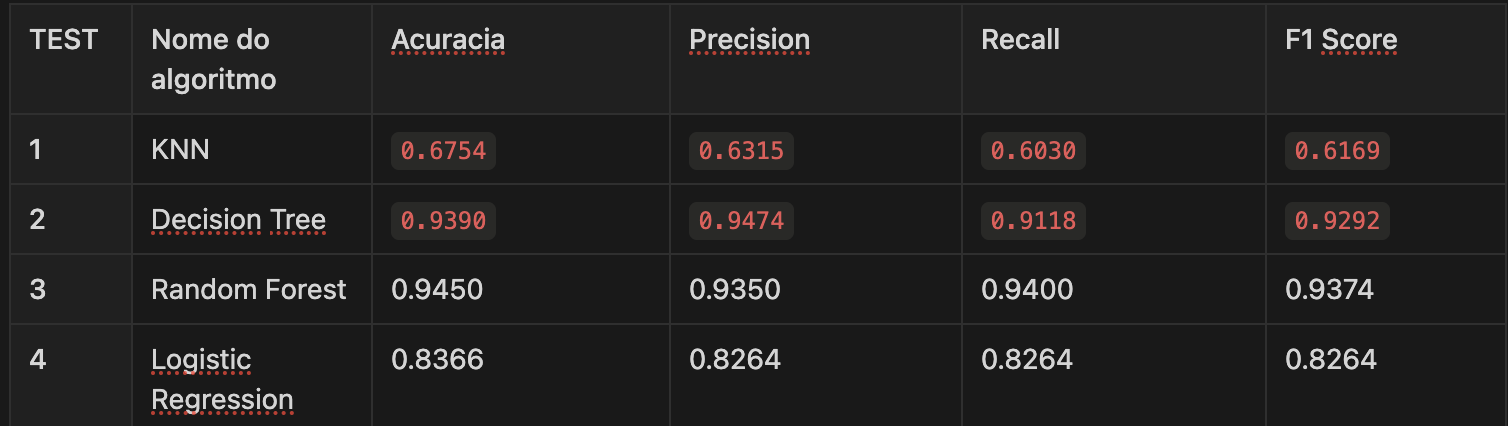 TEST Nome do algoritmo Acuracia Precision Recall F1 Score
1 KNN 0.6754 0.6315 0.6030 0.6169
2 Decision Tree 0.9390 0.9474 0.9118 0.9292
3 Random Forest 0.9450 0.9350 0.9400 0.9374
4 Logistic Regression 0.8366 0.8264 0.8264 0.8264